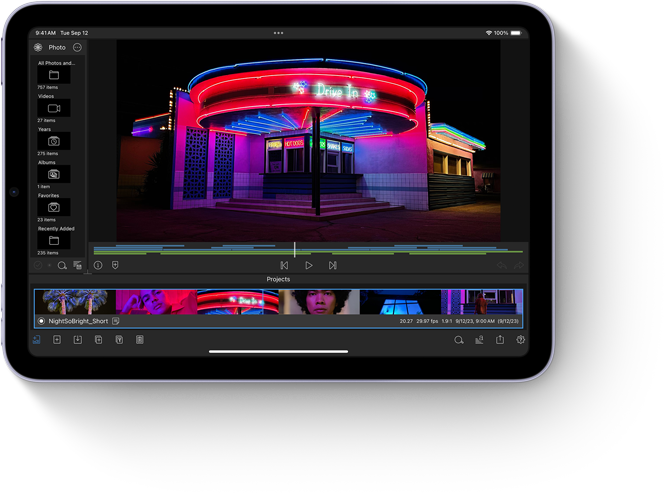 9:41 AM Tue Sep 12
100%
Photo
All Photos and...
757 items
Videos
27 items
Years
275 items
Albums
1 item
Favorites
23 items
Recently Added
235 items
Drive In
HOT DOGS
Projects
NightSoBright_Short
20.27 29.97 fps 1.9:1 9/12/23, 9:00 AM (9/12/23)